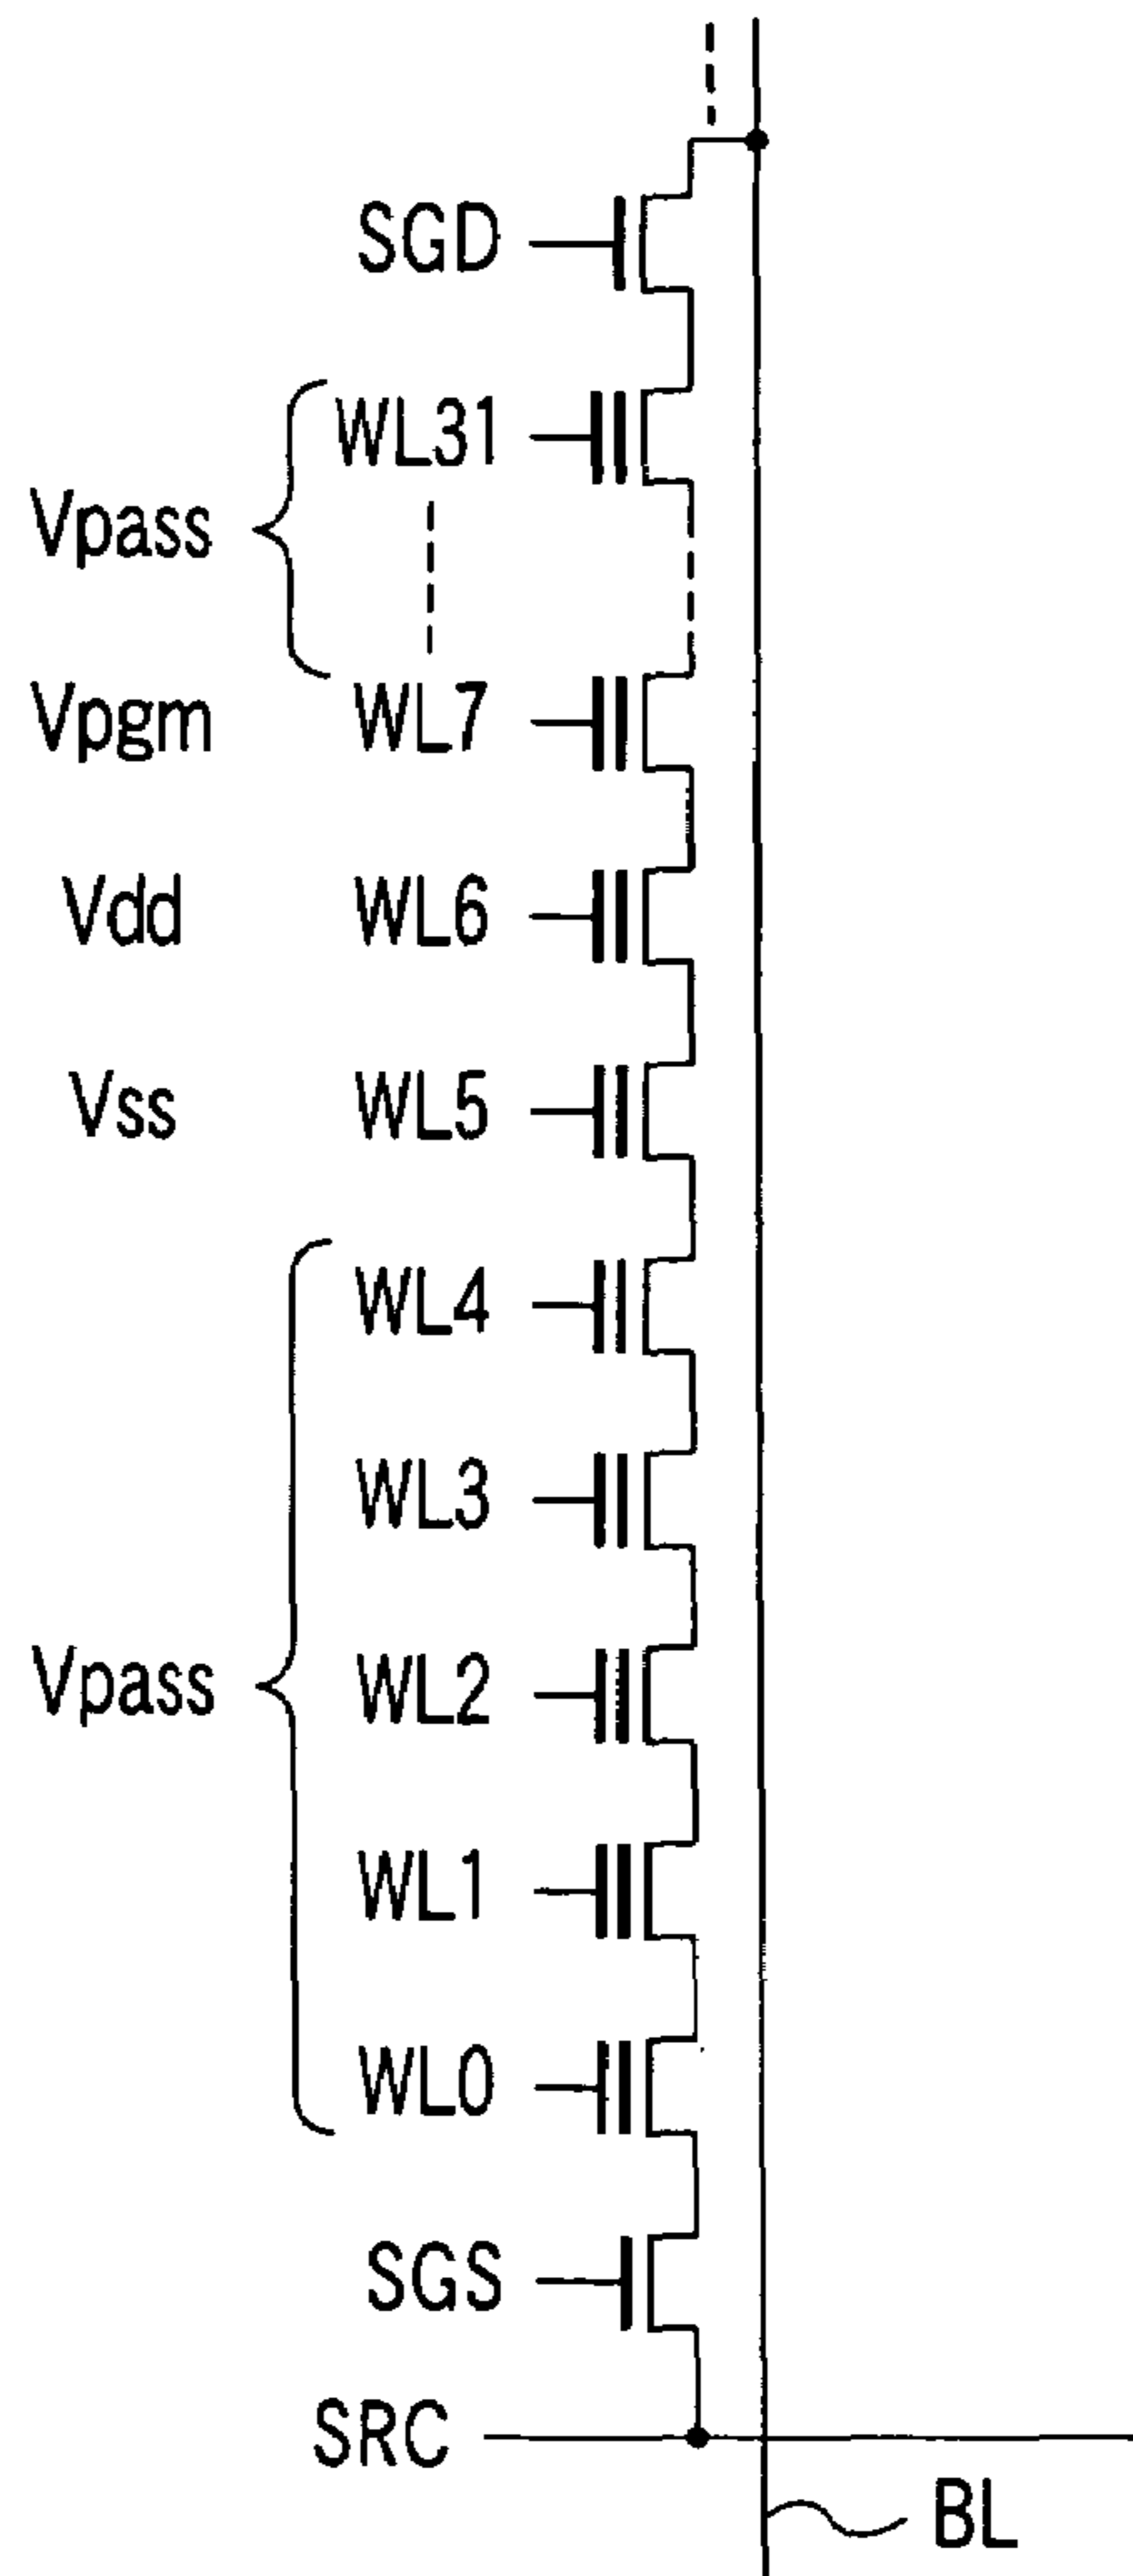 SGD
WL31
Vpass
Vpgm WL7
Vdd WL6
Vss WL5
WL4
WL3
Vpass WL2
WL1
WL0
SGS
SRC
BL